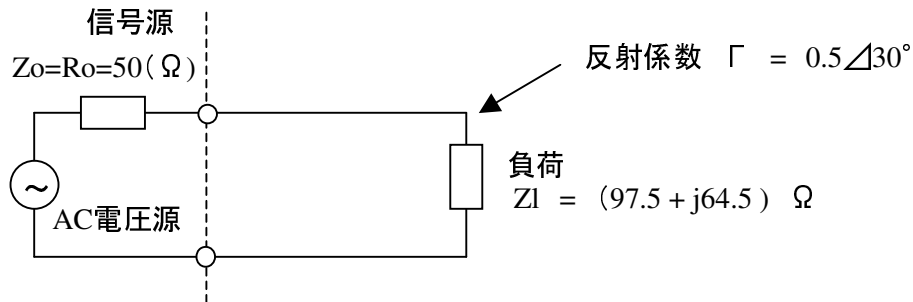 信号源
Zo=Ro=50(Ω)
反射係数 Γ = 0.5⊿30°
負荷
Zl = (97.5 + j64.5) Ω
~
AC電圧源